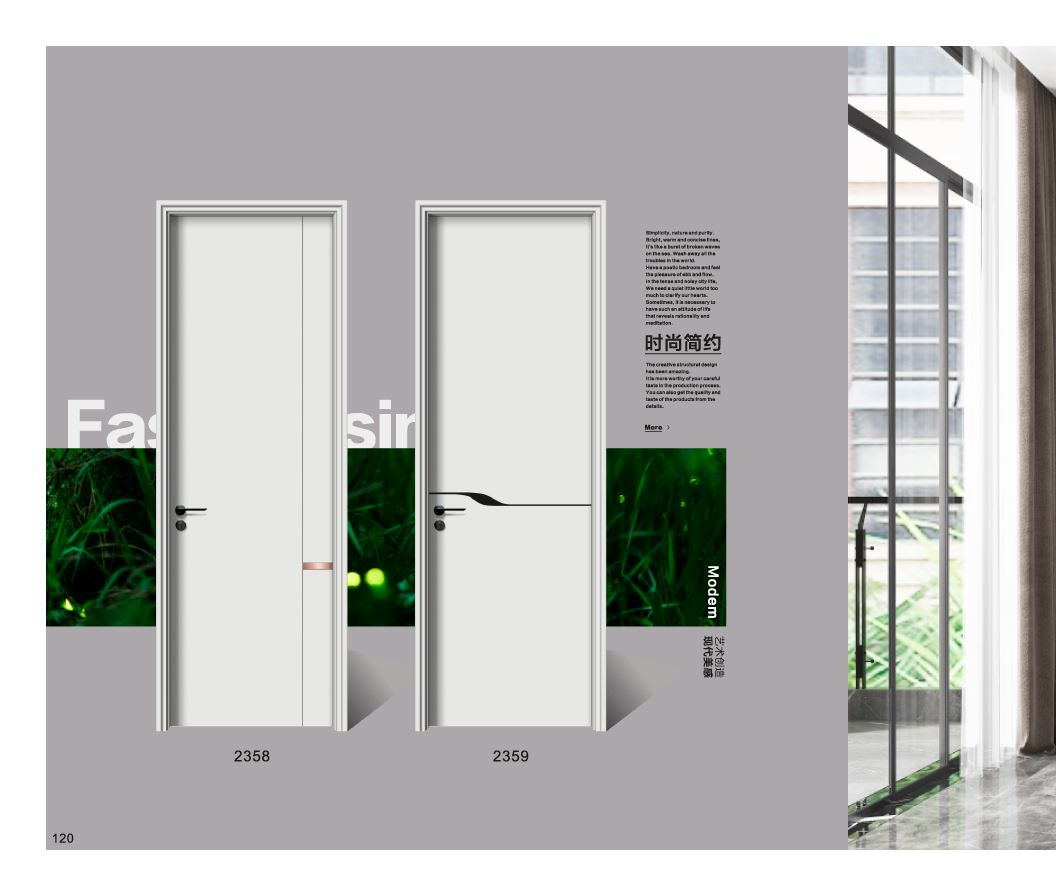 Simplicity, nature and purity.
Bright, warm and concise lines,
It's like a burst of broken waves
on the sea. Wash away all the
troubles in the world.
Have a poetic bedroom and feel
the pleasure of ebb and flow.
In the tense and noisy city life,
We need a quiet little world too
much to clarify our hearts.
Sometimes, it is necessary to
have such an attitude of life
that reveals rationality and
meditation.
时尚简约
The creative structural design
has been amazing.
It is more worthy of your careful
taste in the production process.
You can also get the quality and
taste of the products from the
details.
More >
Modem
艺术创造
现代美感
2358
2359
120